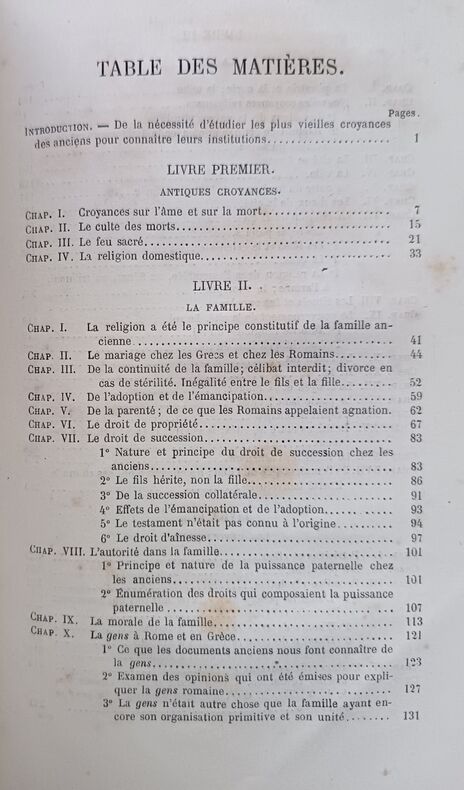 TABLE DES MATIÈRES.
Pages.
INTRODUCTION. — De la nécessité d'étudier les plus vieilles croyances
des anciens pour connaître leurs institutions.................... 1
LIVRE PREMIER.
ANTIQUES CROYANCES.
CHAP. I. Croyances sur l'âme et sur la mort.................... 7
CHAP. II. Le culte des morts.................... 15
CHAP. III. Le feu sacré.................... 21
CHAP. IV. La religion domestique.................... 33
LIVRE II.
LA FAMILLE.
CHAP. I. La religion a été le principe constitutif de la famille an-
cienne.................... 41
CHAP. II. Le mariage chez les Grecs et chez les Romains.......... 44
CHAP. III. De la continuité de la famille; célibat interdit; divorce en
cas de stérilité. Inégalité entre le fils et la fille......... 52
CHAP. IV. De l'adoption et de l'émancipation.................... 59
CHAP. V. De la parenté; de ce que les Romains appelaient agnation. 62
CHAP. VI. Le droit de propriété.................... 67
CHAP. VII. Le droit de succession.................... 83
1° Nature et principe du droit de succession chez les
anciens.................... 83
2° Le fils hérite, non la fille.................... 86
3° De la succession collatérale.................... 91
4° Effets de l'émancipation et de l'adoption.......... 93
5° Le testament n'était pas connu à l'origine.......... 94
6° Le droit d'aînesse.................... 97
CHAP. VIII. L'autorité dans la famille.................... 101
1° Principe et nature de la puissance paternelle chez
les anciens.................... 101
2° Énumération des droits qui composaient la puissance
paternelle.................... 107
CHAP. IX. La morale de la famille.................... 113
CHAP. X. La gens à Rome et en Grèce.................... 121
1° Ce que les documents anciens nous font connaître de
la gens.................... 123
2° Examen des opinions qui ont été émises pour expli-
quer la gens romaine.................... 127
3° La gens n'était autre chose que la famille ayant en-
core son organisation primitive et son unité........ 131